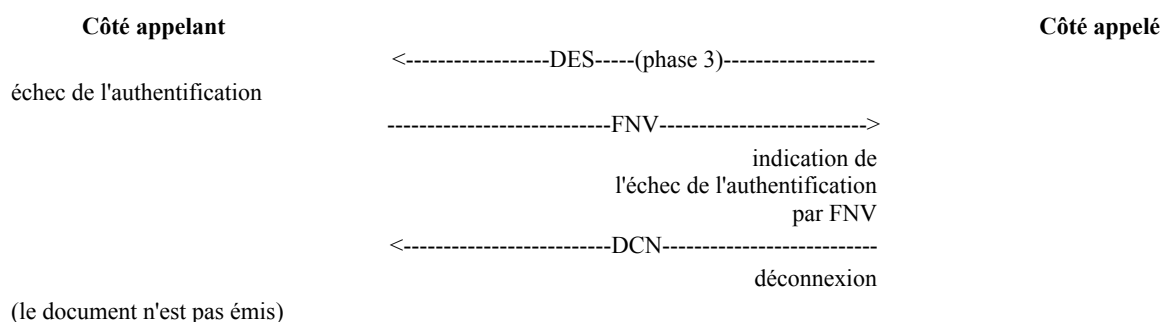 Côté appelant Côté appelé
<------------------DES-----(phase 3)-------------------
échec de l'authentification
----------------------------FNV-------------------------->
indication de
l'échec de l'authentification
par FNV
<--------------------------DCN---------------------------
déconnexion
(le document n'est pas émis)